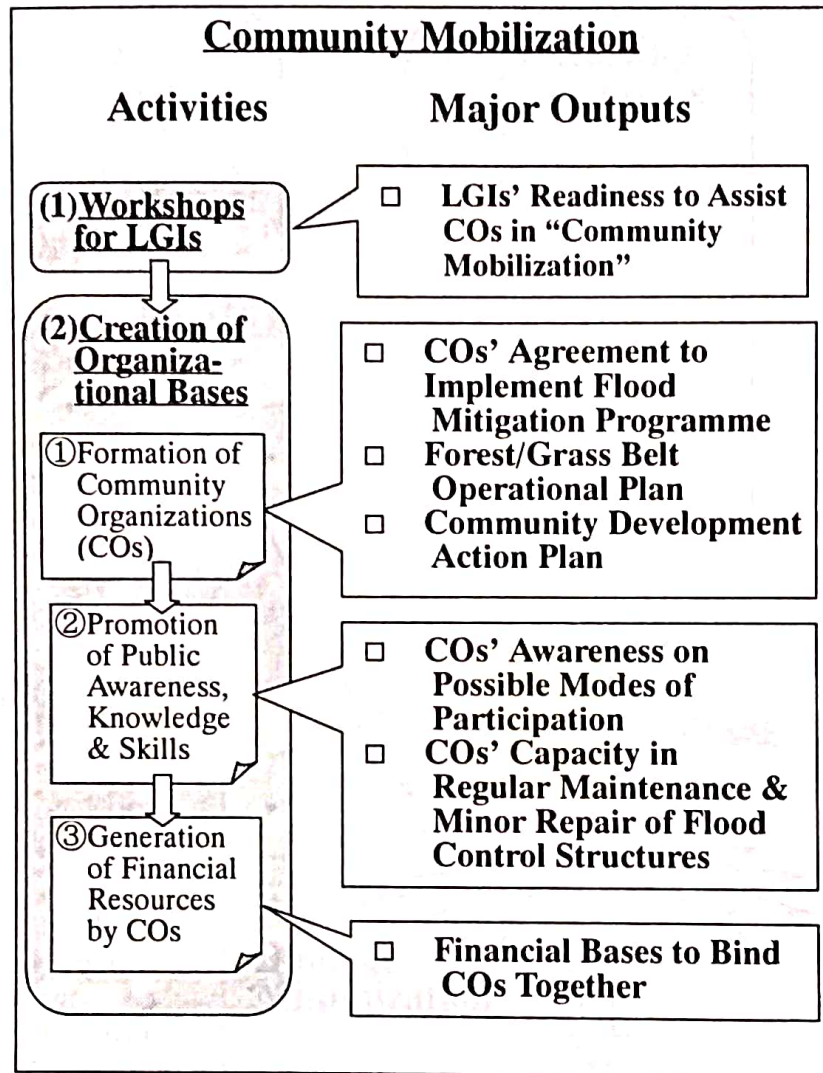 Community Mobilization
Activities
Major Outputs
(1)Workshops
for LGIs
□ LGIs’ Readiness to Assist
COs in “Community
Mobilization”
(2)Creation of
Organiza-
tional Bases
①Formation of
Community
Organizations
(COs)
□ COs’ Agreement to
Implement Flood
Mitigation Programme
□ Forest/Grass Belt
Operational Plan
□ Community Development
Action Plan
②Promotion
of Public
Awareness,
Knowledge
& Skills
□ COs’ Awareness on
Possible Modes of
Participation
□ COs’ Capacity in
Regular Maintenance &
Minor Repair of Flood
Control Structures
③Generation
of Financial
Resources
by COs
□ Financial Bases to Bind
COs Together